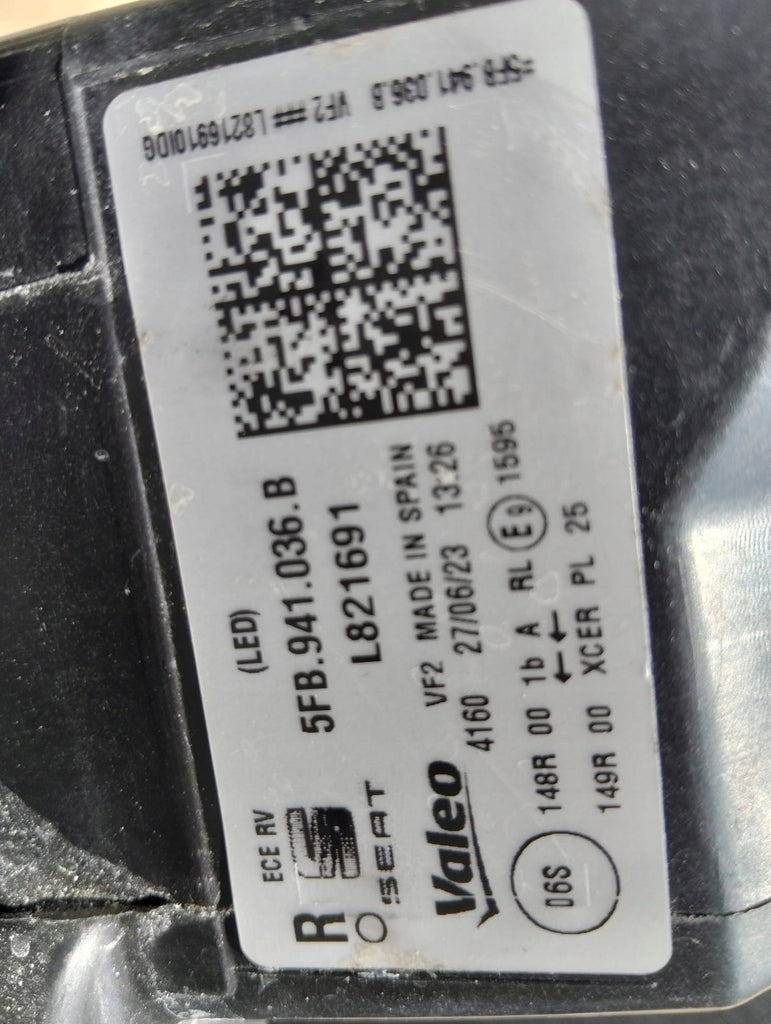 *5FB.941.036.B VF2 ## L8216910IDG
(LED)
5FB.941.036.B
L821691
ECE RV
R
SEAT
VF2 MADE IN SPAIN
4160 27/06/23 13:26
Valeo
148R 00 1b A RL E9 1595
← ←
149R 00 XCER PL 25
06S